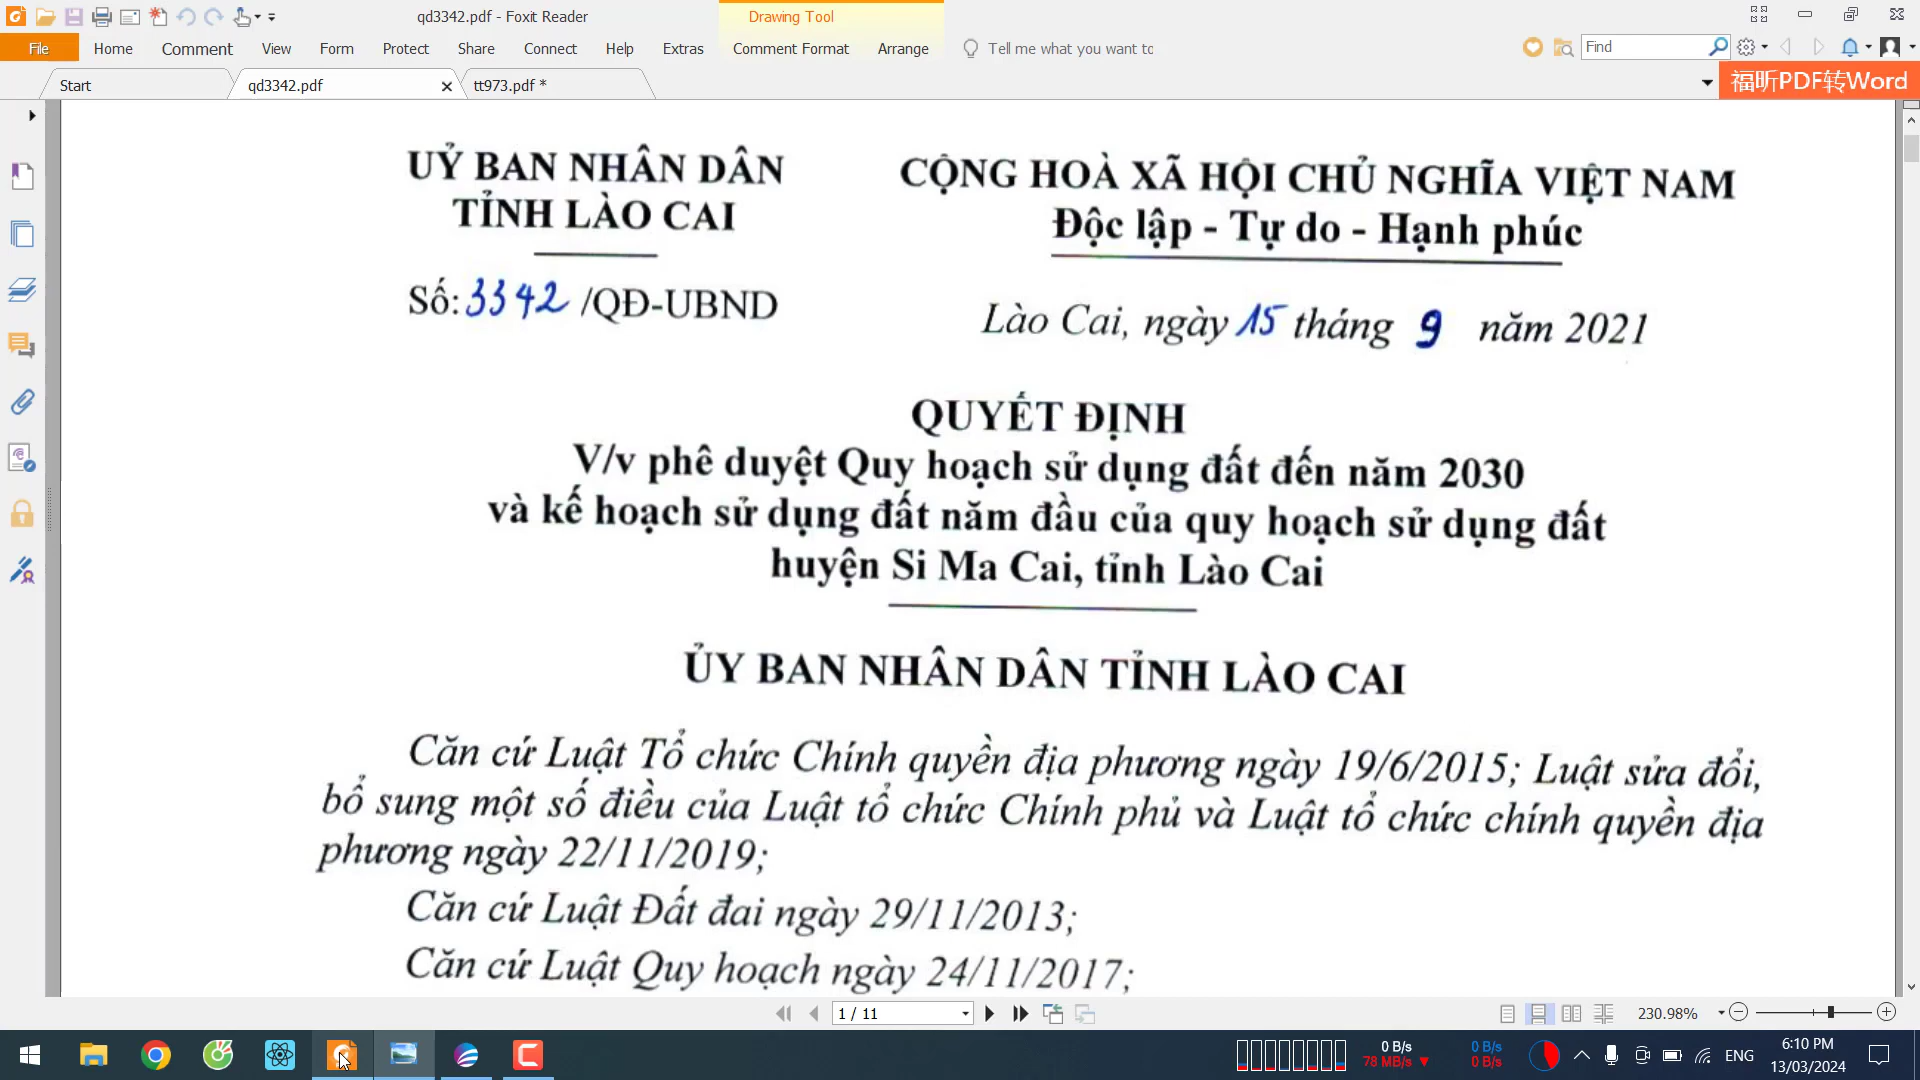 qd3342.pdf - Foxit Reader
Drawing Tool
File
Home
Comment
View
Form
Protect
Share
Connect
Help
Extras
Comment Format
Arrange
Tell me what you want to
Find
Start
qd3342.pdf
tt973.pdf *
福昕PDF转Word
UỶ BAN NHÂN DÂN
TỈNH LÀO CAI
Số: 3342 /QĐ-UBND
CỘNG HOÀ XÃ HỘI CHỦ NGHĨA VIỆT NAM
Độc lập - Tự do - Hạnh phúc
Lào Cai, ngày 15 tháng 9 năm 2021
QUYẾT ĐỊNH
V/v phê duyệt Quy hoạch sử dụng đất đến năm 2030
và kế hoạch sử dụng đất năm đầu của quy hoạch sử dụng đất
huyện Si Ma Cai, tỉnh Lào Cai
ỦY BAN NHÂN DÂN TỈNH LÀO CAI
Căn cứ Luật Tổ chức Chính quyền địa phương ngày 19/6/2015; Luật sửa đổi,
bổ sung một số điều của Luật tổ chức Chính phủ và Luật tổ chức chính quyền địa
phương ngày 22/11/2019;
Căn cứ Luật Đất đai ngày 29/11/2013;
Căn cứ Luật Quy hoạch ngày 24/11/2017;
1 / 11
230.98%
0 B/s
78 MB/s
0 B/s
0 B/s
ENG
6:10 PM
13/03/2024